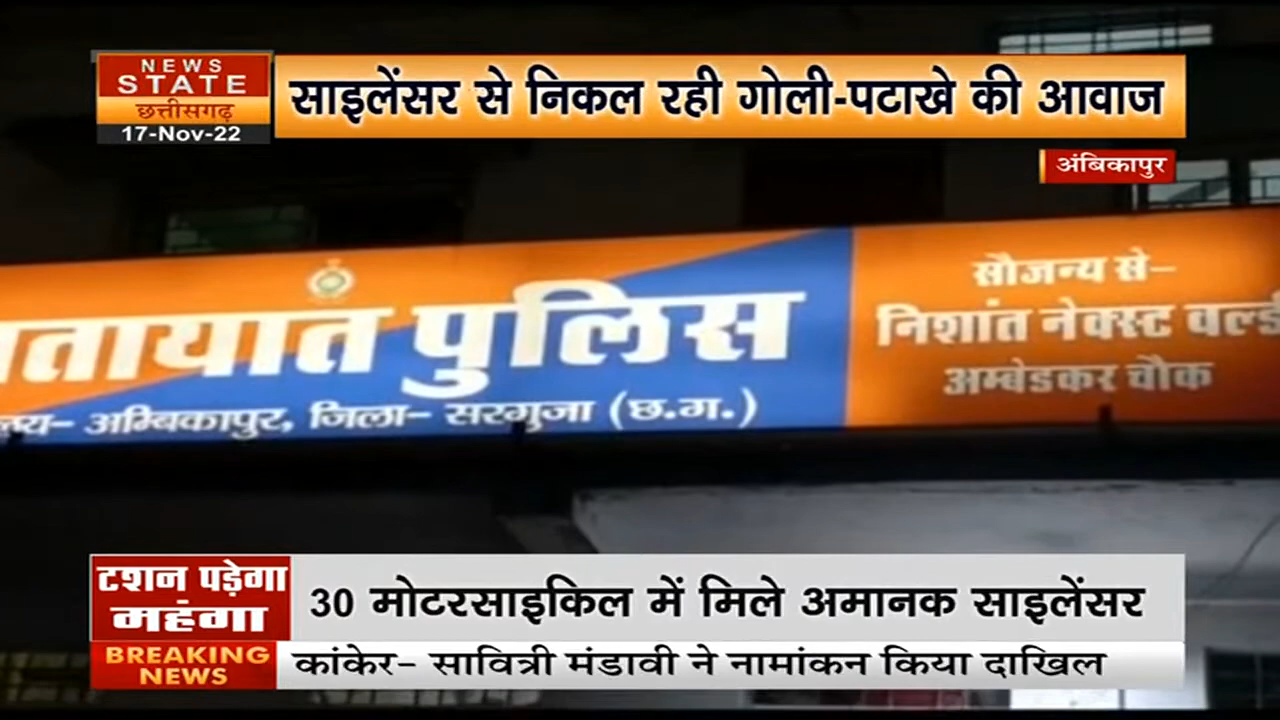 NEWS
STATE
छत्तीसगढ़
17-Nov-22
साइलेंसर से निकल रही गोली-पटाखे की आवाज
अंबिकापुर
तायात पुलिस
अम्बिकापुर, जिला- सरगुजा (छ.ग.)
सौजन्य से-
निशांत नेक्स्ट वर्ल्ड
अम्बेडकर चौक
टशन पड़ेगा
महंगा
30 मोटरसाइकिल में मिले अमानक साइलेंसर
BREAKING
NEWS
कांकेर- सावित्री मंडावी ने नामांकन किया दाखिल